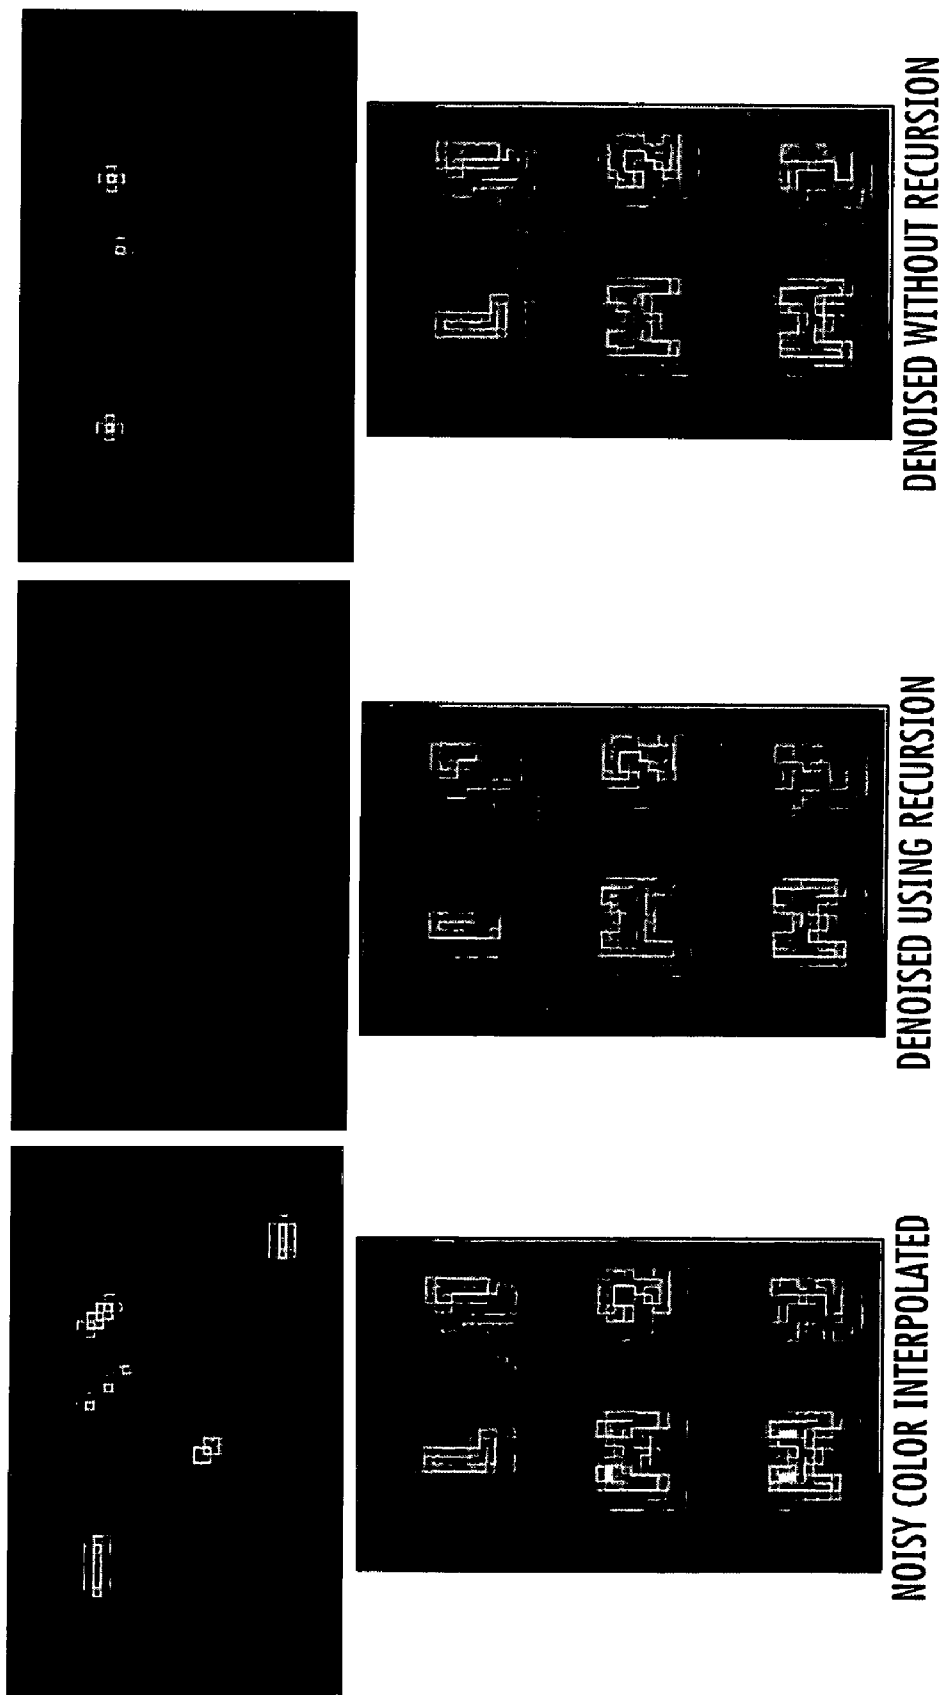 NOISY COLOR INTERPOLATED
DENOISED USING RECURSION
DENOISED WITHOUT RECURSION